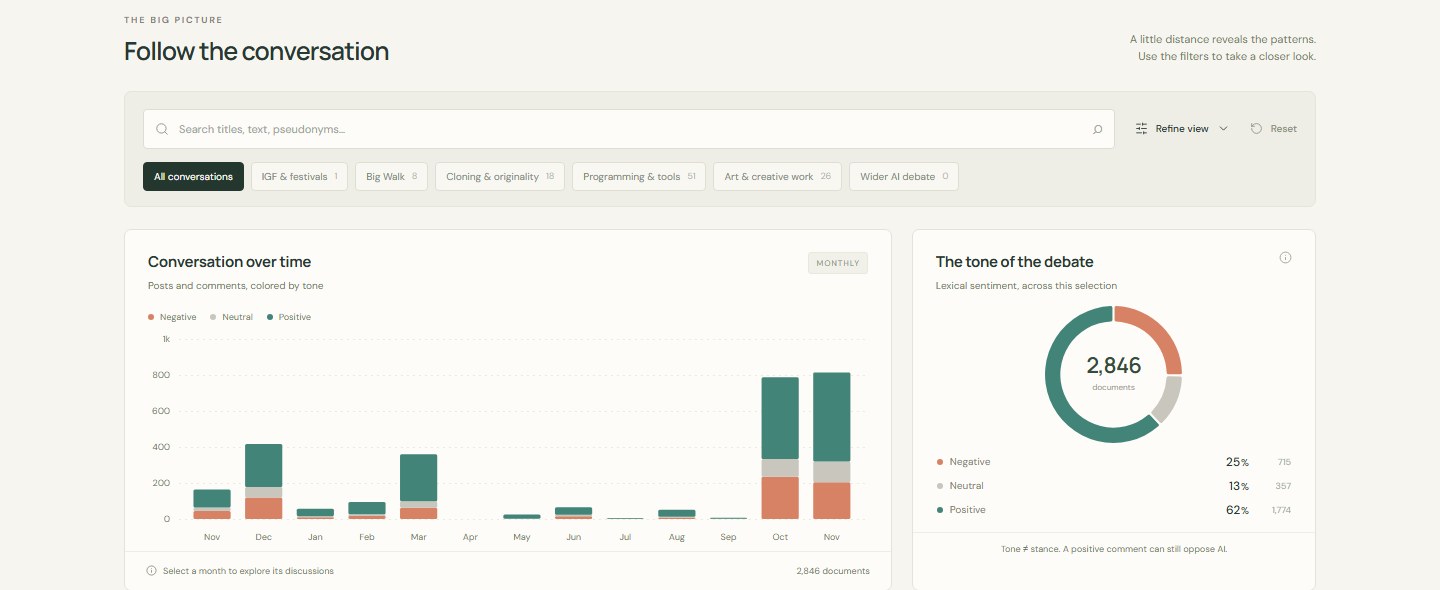 THE BIG PICTURE
Follow the conversation
A little distance reveals the patterns.
Use the filters to take a closer look.
Search titles, text, pseudonyms...
Refine view
Reset
All conversations
IGF & festivals 1
Big Walk 8
Cloning & originality 18
Programming & tools 51
Art & creative work 26
Wider AI debate 0
Conversation over time
MONTHLY
Posts and comments, colored by tone
Negative Neutral Positive
1k
800
600
400
200
0
Nov Dec Jan Feb Mar Apr May Jun Jul Aug Sep Oct Nov
Select a month to explore its discussions
2,846 documents
The tone of the debate
Lexical sentiment, across this selection
2,846
documents
Negative 25% 715
Neutral 13% 357
Positive 62% 1,774
Tone ≠ stance. A positive comment can still oppose AI.